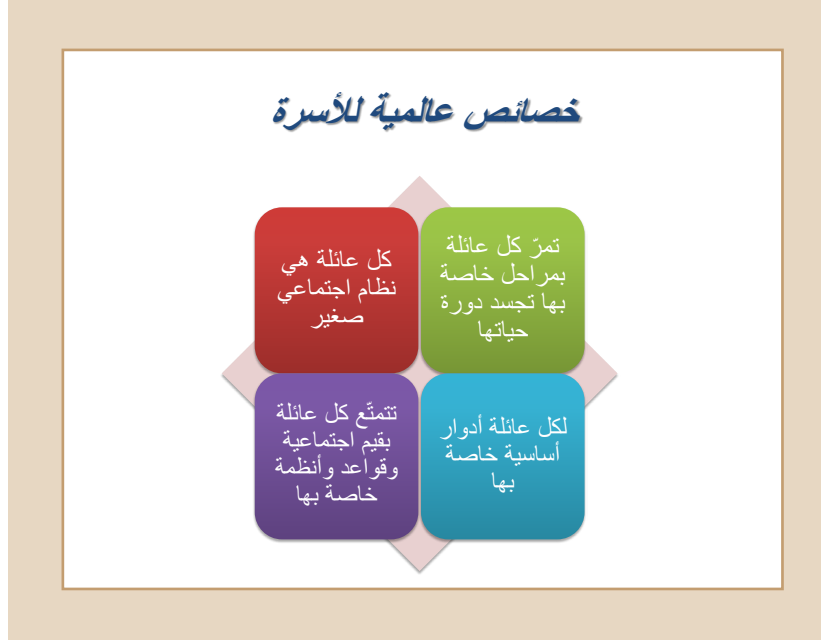 خصائص عالمية للأسرة
تمرّ كل عائلة
بمراحل خاصة
بها تجسد دورة
حياتها
كل عائلة هي
نظام اجتماعي
صغير
لكل عائلة أدوار
أساسية خاصة
بها
تتمتّع كل عائلة
بقيم اجتماعية
وقواعد وأنظمة
خاصة بها